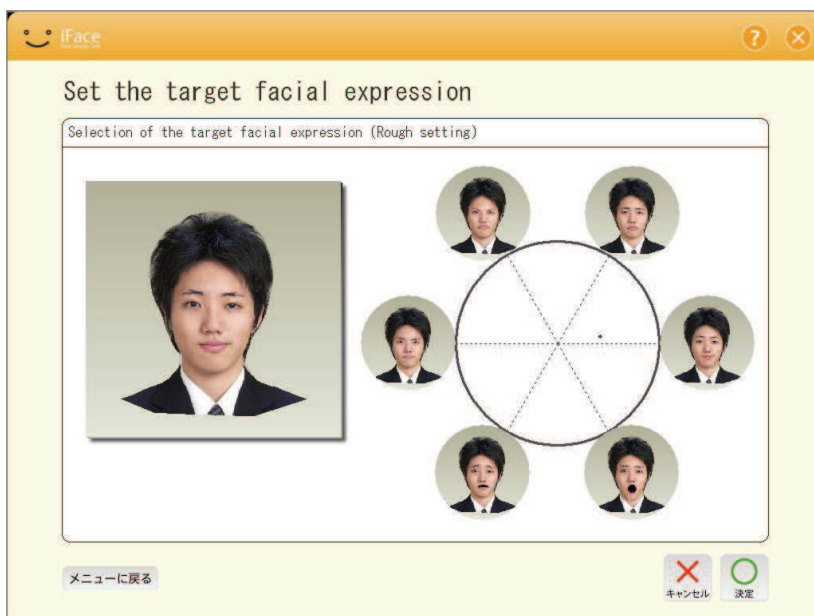 iFace
?
Set the target facial expression
Selection of the target facial expression (Rough setting)
メニューに戻る
キャンセル
決定